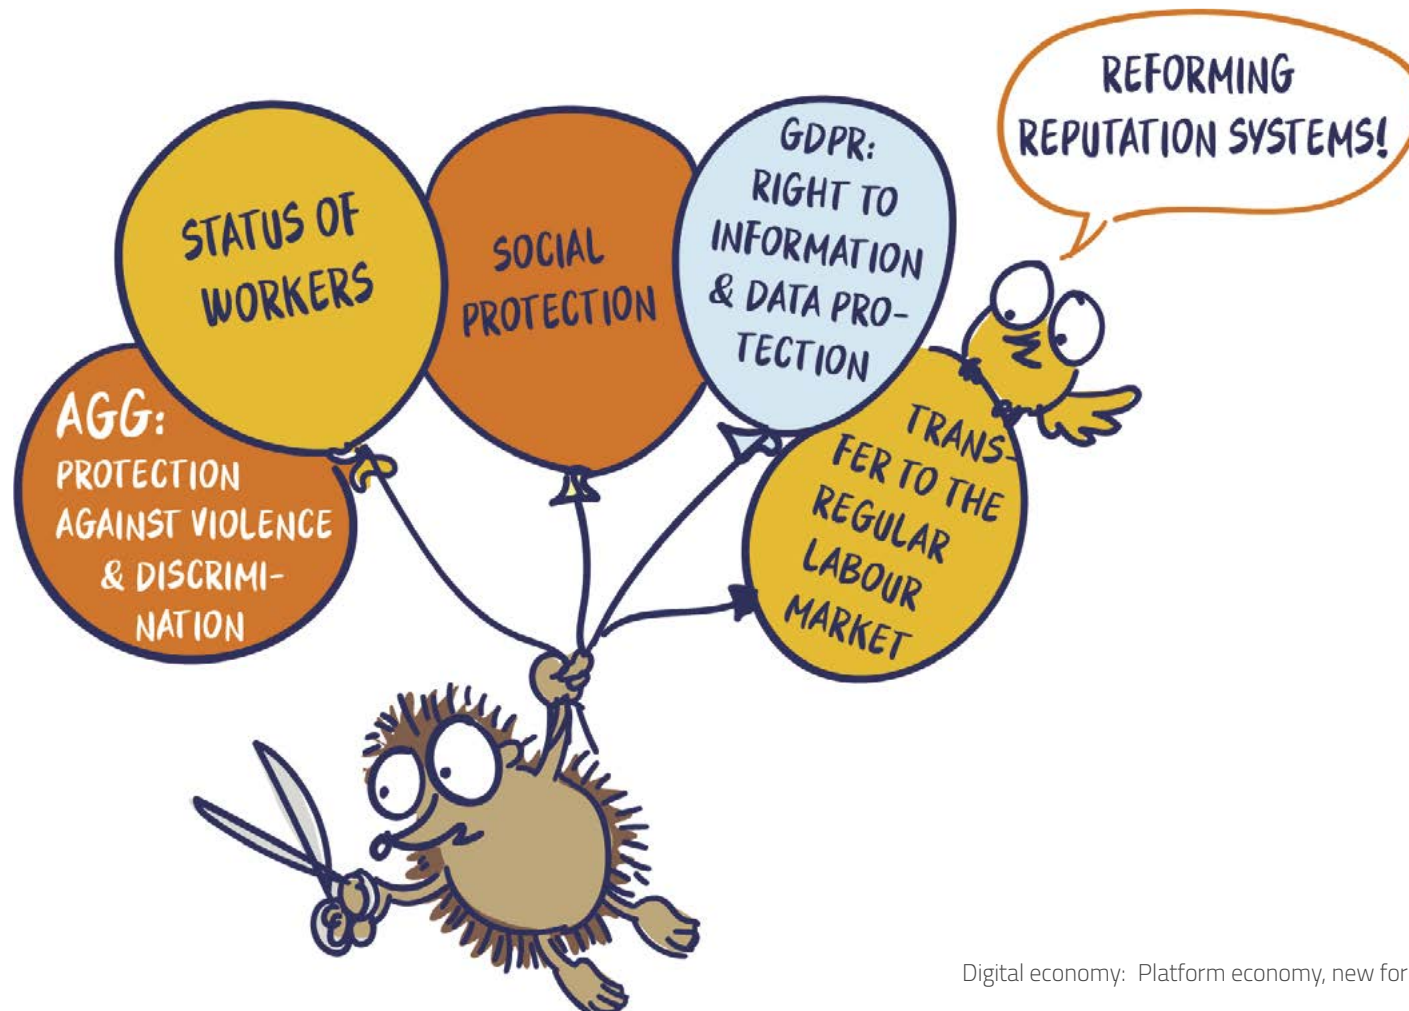 REFORMING
REPUTATION SYSTEMS!
STATUS OF
WORKERS
SOCIAL
PROTECTION
GDPR:
RIGHT TO
INFORMATION
& DATA PRO-
TECTION
AGG:
PROTECTION
AGAINST VIOLENCE
& DISCRIMI-
NATION
TRANS-
FER TO THE
REGULAR
LABOUR
MARKET
Digital economy: Platform economy, new for